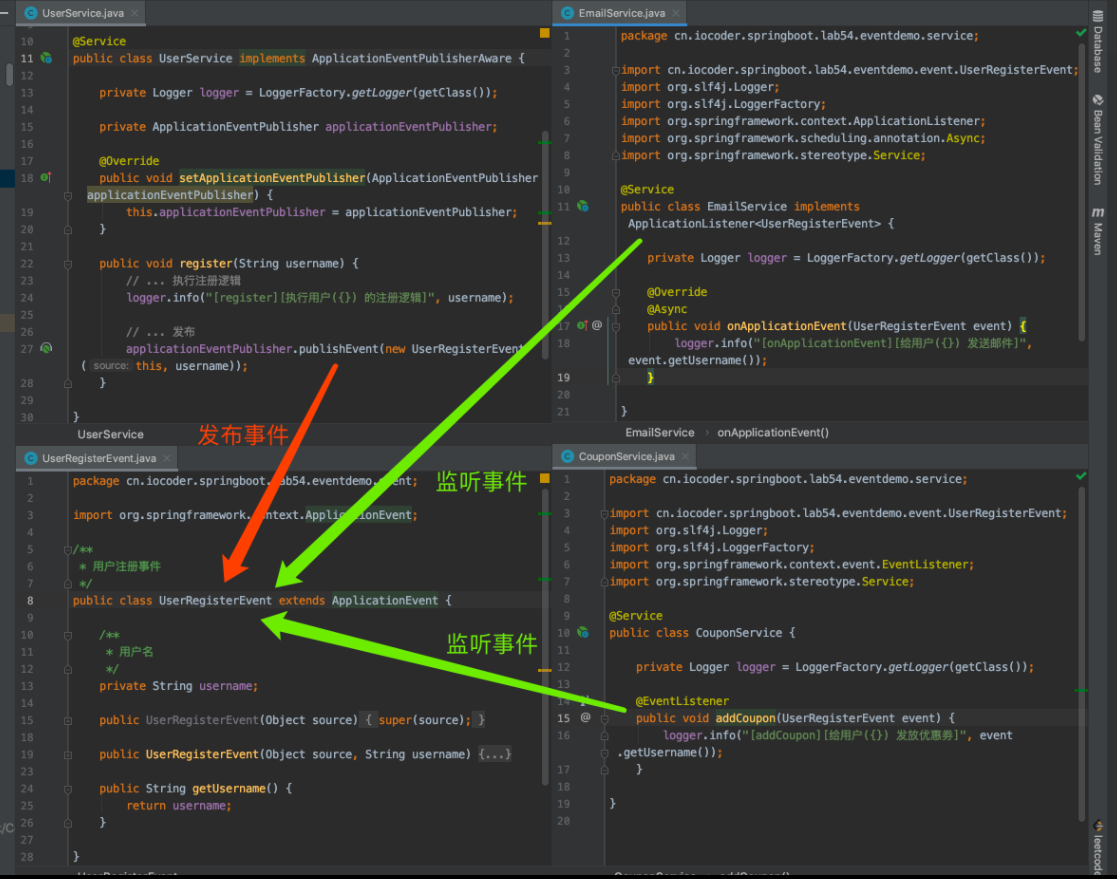 UserService.java
10 @Service
11 public class UserService implements ApplicationEventPublisherAware {
12
13 private Logger logger = LoggerFactory.getLogger(getClass());
14
15 private ApplicationEventPublisher applicationEventPublisher;
16
17 @Override
18 public void setApplicationEventPublisher(ApplicationEventPublisher
applicationEventPublisher) {
19 this.applicationEventPublisher = applicationEventPublisher;
20 }
21
22 public void register(String username) {
23 // ... 执行注册逻辑
24 logger.info("[register][执行用户({}) 的注册逻辑]", username);
25
26 // ... 发布
27 applicationEventPublisher.publishEvent(new UserRegisterEvent
( source: this, username));
28 }
29
30 }
UserService
EmailService.java
1 package cn.iocoder.springboot.lab54.eventdemo.service;
2
3 import cn.iocoder.springboot.lab54.eventdemo.event.UserRegisterEvent;
4 import org.slf4j.Logger;
5 import org.slf4j.LoggerFactory;
6 import org.springframework.context.ApplicationListener;
7 import org.springframework.scheduling.annotation.Async;
8 import org.springframework.stereotype.Service;
9
10 @Service
11 public class EmailService implements
ApplicationListener<UserRegisterEvent> {
12
13 private Logger logger = LoggerFactory.getLogger(getClass());
14
15 @Override
@Async
17 @ public void onApplicationEvent(UserRegisterEvent event) {
18 logger.info("[onApplicationEvent][给用户({}) 发送邮件]",
event.getUsername());
19 }
20
21 }
EmailService › onApplicationEvent()
发布事件
监听事件
监听事件
UserRegisterEvent.java
1 package cn.iocoder.springboot.lab54.eventdemo.event;
2
3 import org.springframework.context.ApplicationEvent;
4
5 /**
6 * 用户注册事件
7 */
8 public class UserRegisterEvent extends ApplicationEvent {
9
10 /**
11 * 用户名
12 */
13 private String username;
14
15 public UserRegisterEvent(Object source) { super(source); }
18
19 public UserRegisterEvent(Object source, String username) {...}
23
24 public String getUsername() {
25 return username;
26 }
27
28 }
UserRegisterEvent
CouponService.java
1 package cn.iocoder.springboot.lab54.eventdemo.service;
2
3 import cn.iocoder.springboot.lab54.eventdemo.event.UserRegisterEvent;
4 import org.slf4j.Logger;
5 import org.slf4j.LoggerFactory;
6 import org.springframework.context.event.EventListener;
7 import org.springframework.stereotype.Service;
8
9 @Service
10 public class CouponService {
11
12 private Logger logger = LoggerFactory.getLogger(getClass());
13
14 @EventListener
15 @ public void addCoupon(UserRegisterEvent event) {
16 logger.info("[addCoupon][给用户({}) 发放优惠劵]", event
.getUsername());
17 }
18
19 }
20
CouponService › addCoupon()
Database
Bean Validation
m Maven
leetcode